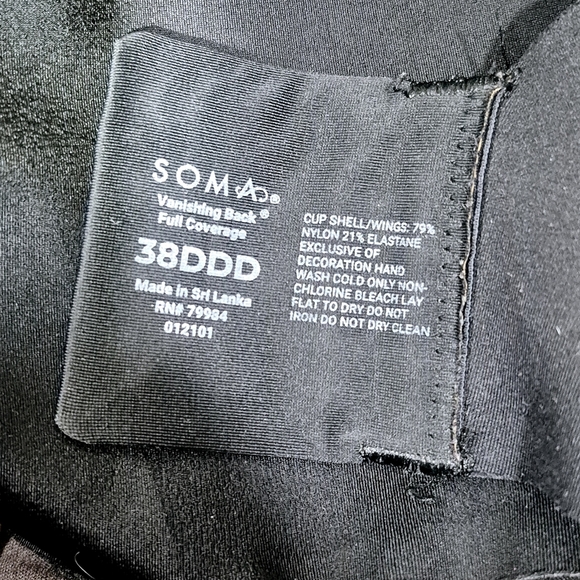 SOMA®
Vanishing Back®
Full Coverage
38DDD
Made in Sri Lanka
RN# 79984
012101
CUP SHELL/WINGS: 79%
NYLON 21% ELASTANE
EXCLUSIVE OF
DECORATION HAND
WASH COLD ONLY NON-
CHLORINE BLEACH LAY
FLAT TO DRY DO NOT
IRON DO NOT DRY CLEAN